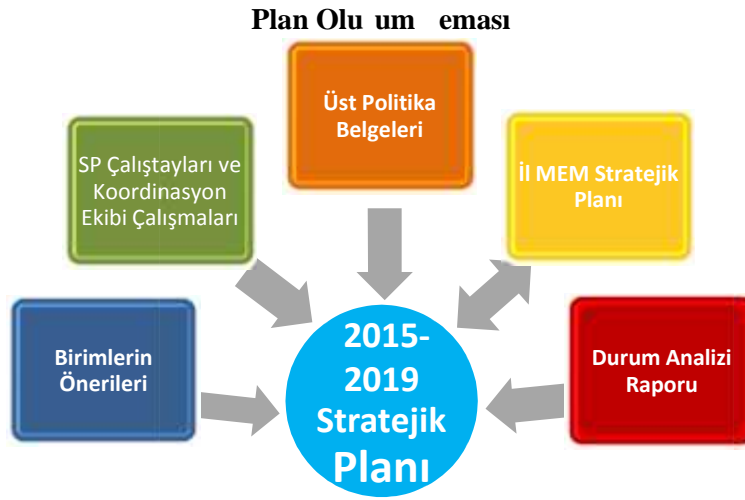 Plan Olu um eması
Üst Politika
Belgeleri
SP Çalıştayları ve
Koordinasyon
Ekibi Çalışmaları
İl MEM Stratejik
Planı
Birimlerin
Önerileri
Durum Analizi
Raporu
2015-
2019
Stratejik
Planı